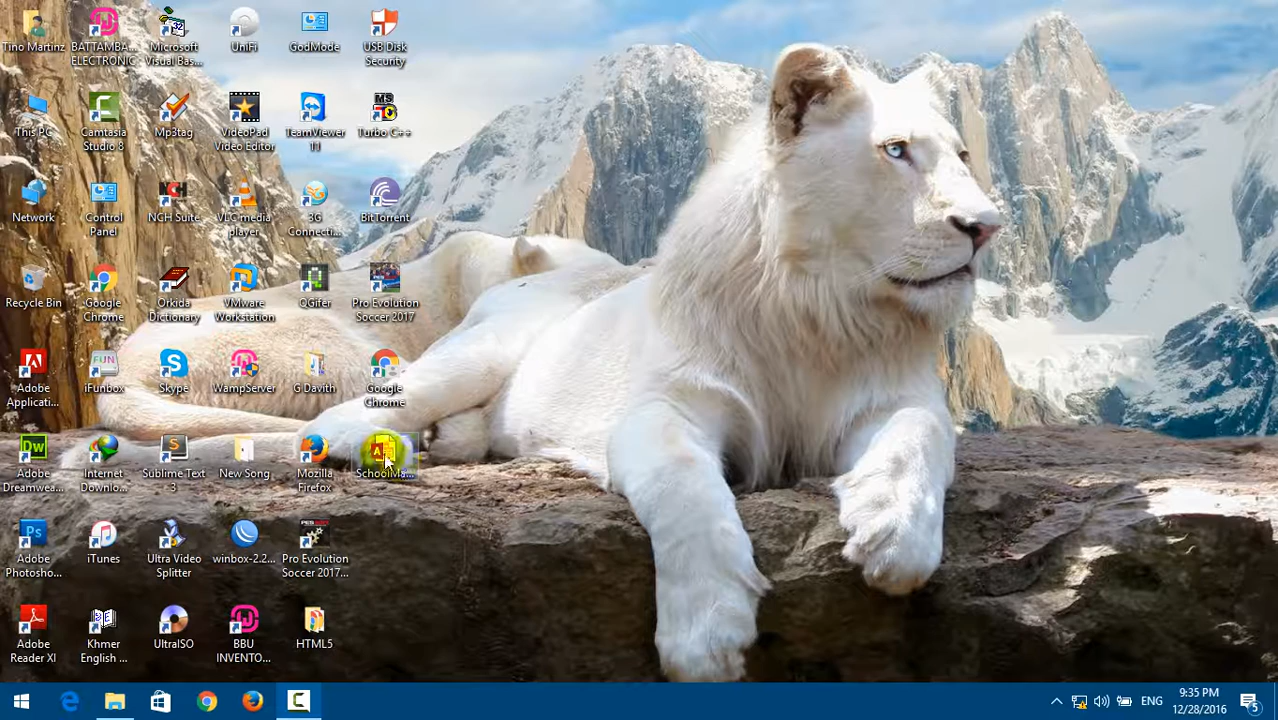 Tino Martinz
BATTAMBA...
ELECTRONIC
Microsoft
Visual Bas...
UniFi
GodMode
USB Disk
Security
This PC
Camtasia
Studio 8
Mp3tag
VideoPad
Video Editor
TeamViewer
11
Turbo C++
Network
Control
Panel
NCH Suite
VLC media
player
3G
Connecti...
BitTorrent
Recycle Bin
Google
Chrome
Orkida
Dictionary
VMware
Workstation
QGifer
Pro Evolution
Soccer 2017
Adobe
Applicati...
iFunbox
Skype
WampServer
G Davith
Google
Chrome
Adobe
Dreamwea...
Internet
Downlo...
Sublime Text
3
New Song
Mozilla
Firefox
SchoolMa...
Adobe
Photosho...
iTunes
Ultra Video
Splitter
winbox-2.2...
Pro Evolution
Soccer 2017...
Adobe
Reader XI
Khmer
English ...
UltraISO
BBU
INVENTO...
HTML5
ENG
9:35 PM
12/28/2016
5